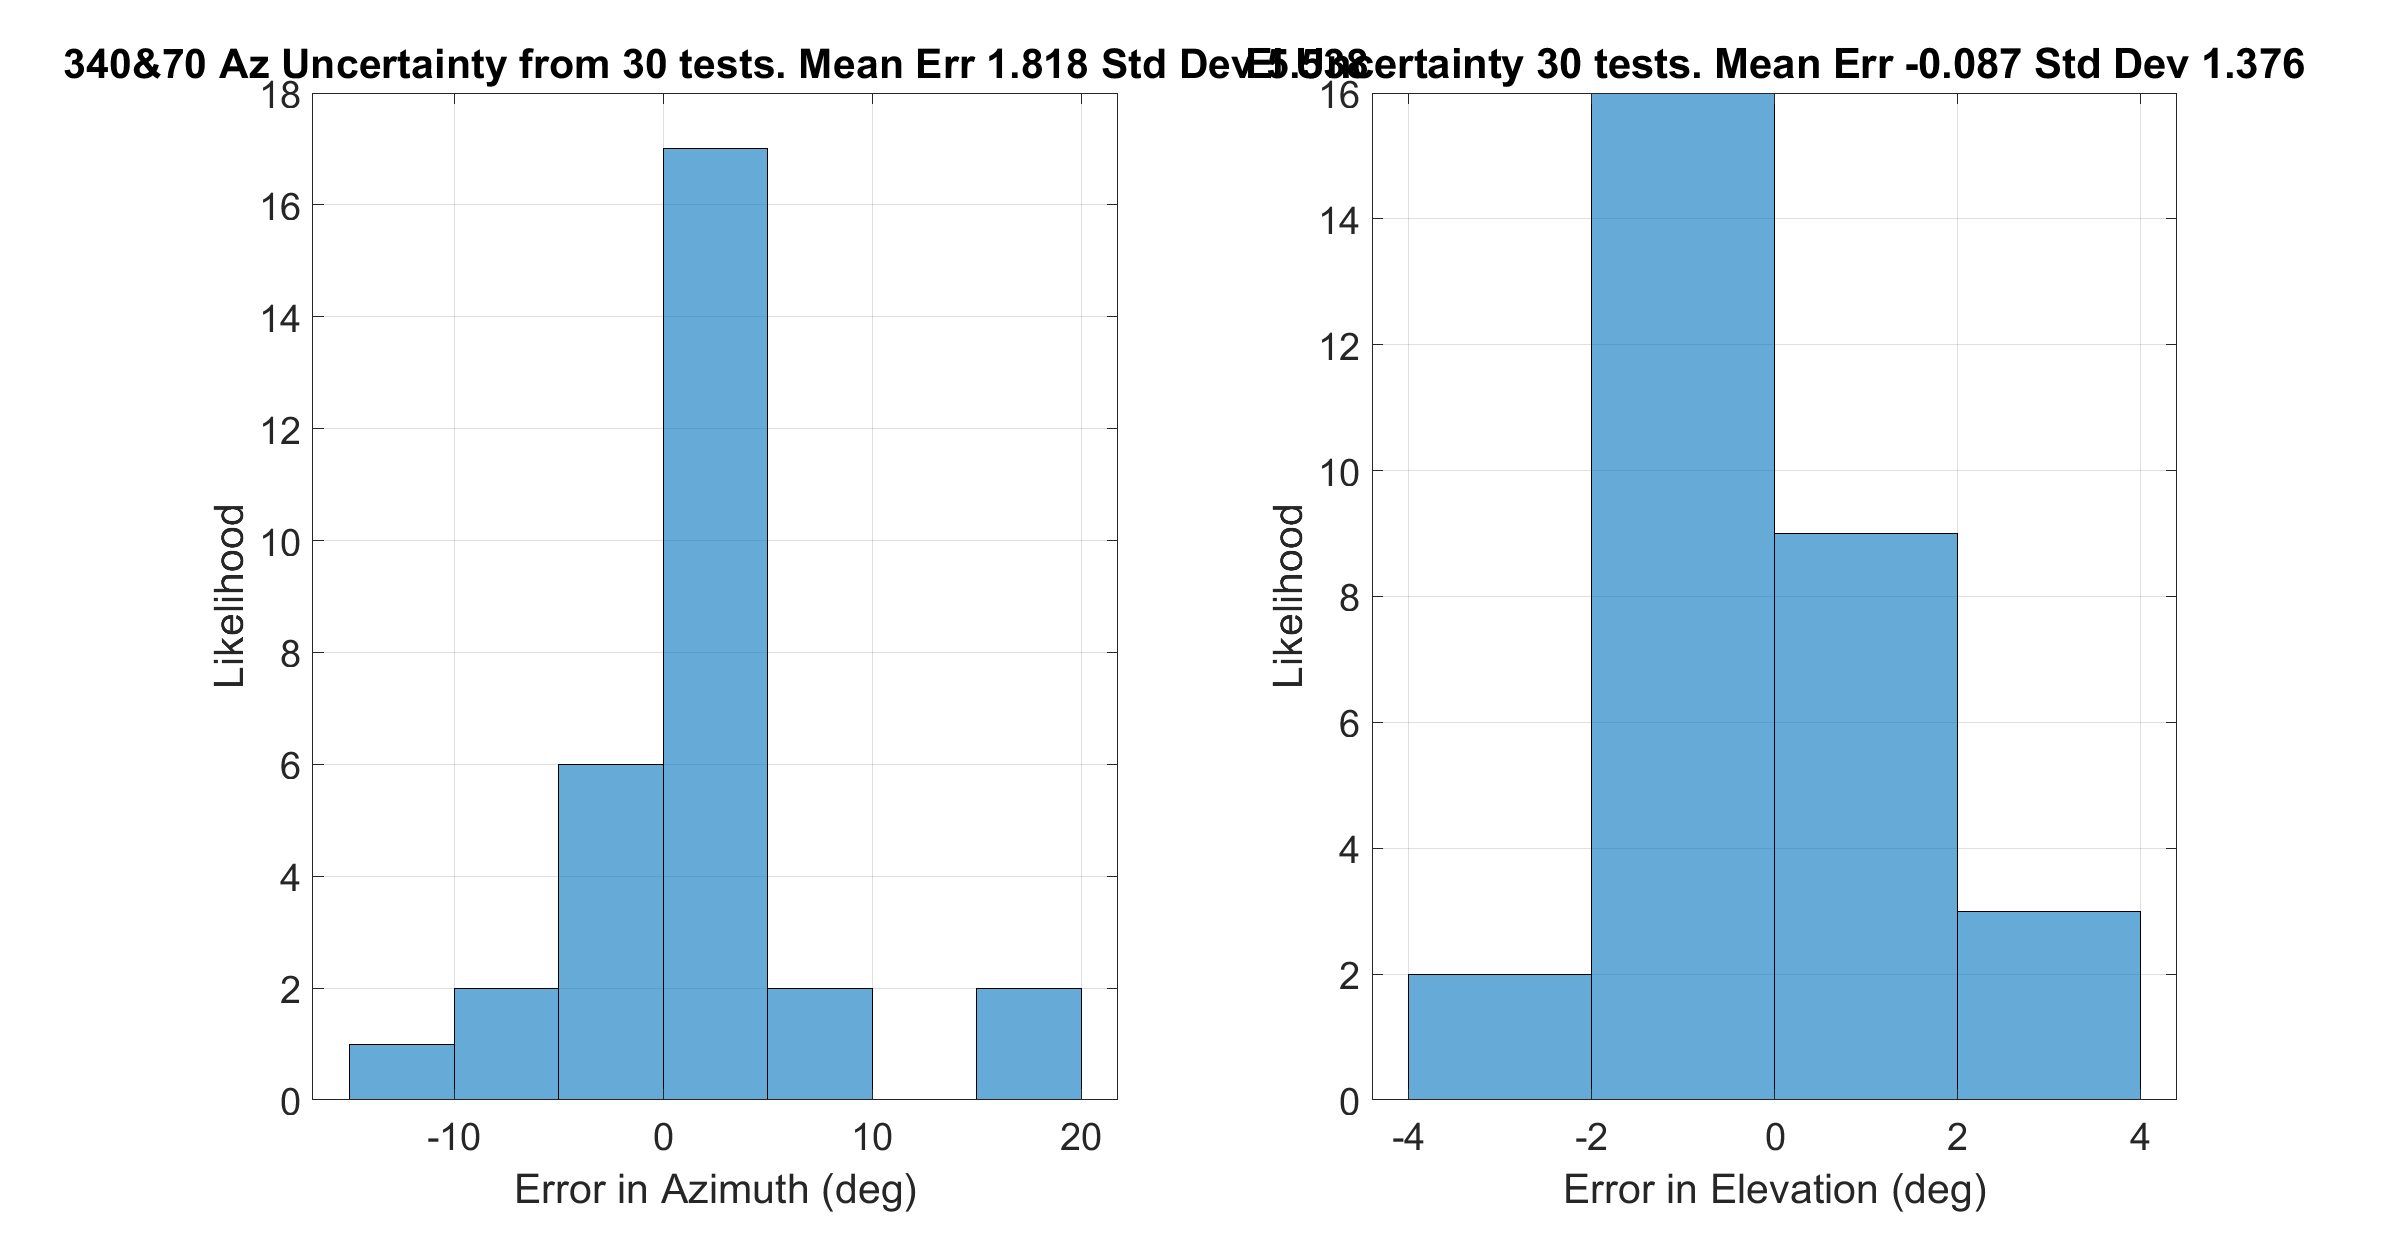 340&70 Az Uncertainty from 30 tests. Mean Err 1.818 Std Dev 5.538
El Uncertainty 30 tests. Mean Err -0.087 Std Dev 1.376
18
16
14
12
10
8
6
4
2
0
Likelihood
-10 0 10 20
Error in Azimuth (deg)
16
14
12
10
8
6
4
2
0
Likelihood
-4 -2 0 2 4
Error in Elevation (deg)